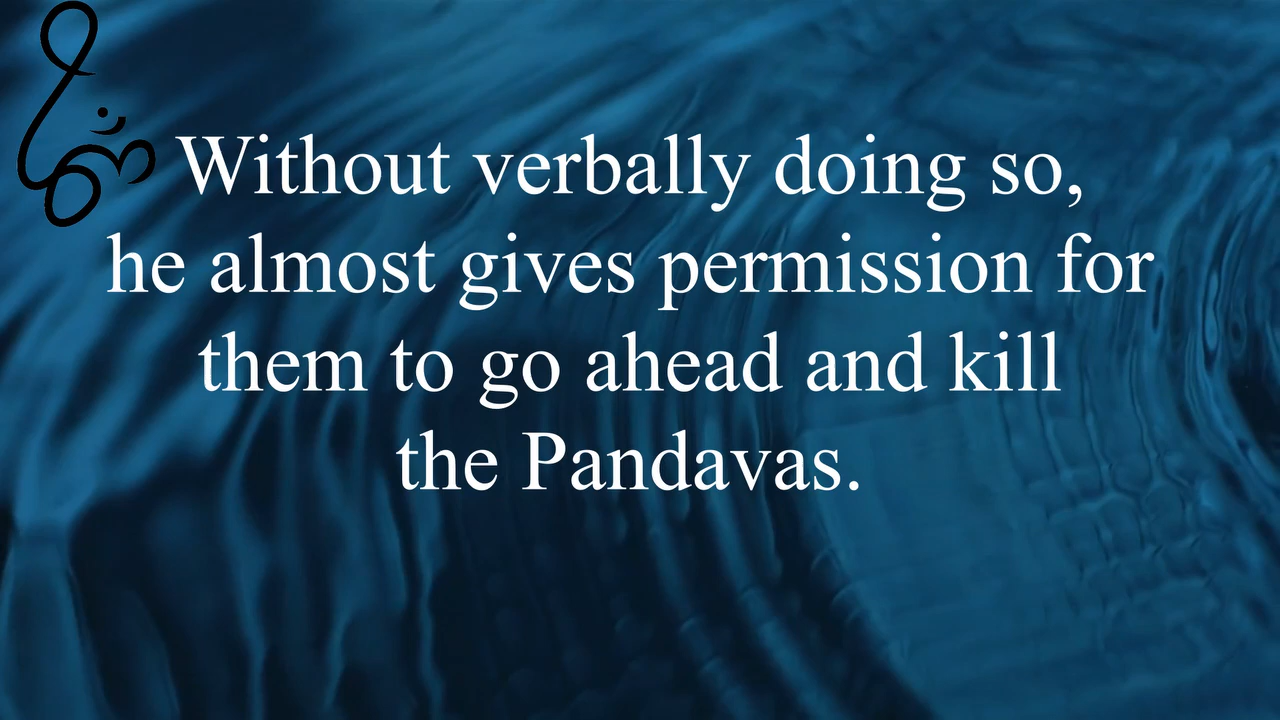 Without verbally doing so,
he almost gives permission for
them to go ahead and kill
the Pandavas.